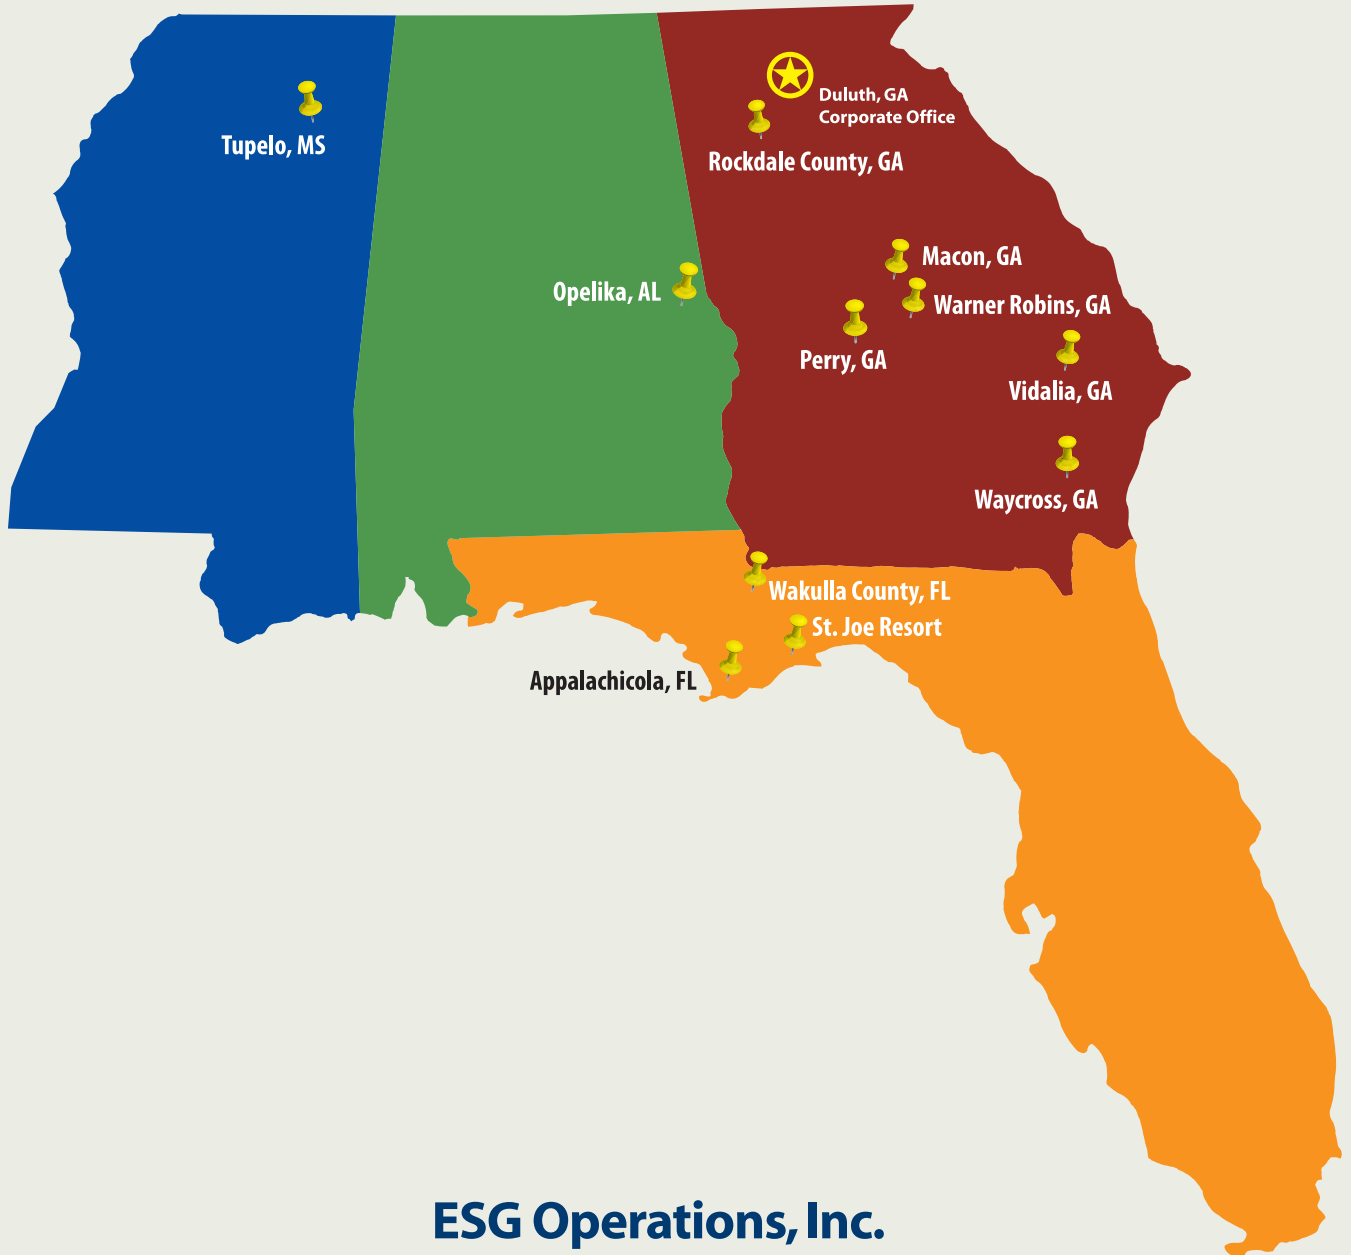 Duluth, GA
Corporate Office
Tupelo, MS
Rockdale County, GA
Macon, GA
Opelika, AL
Warner Robins, GA
Perry, GA
Vidalia, GA
Waycross, GA
Wakulla County, FL
St. Joe Resort
Appalachicola, FL
ESG Operations, Inc.